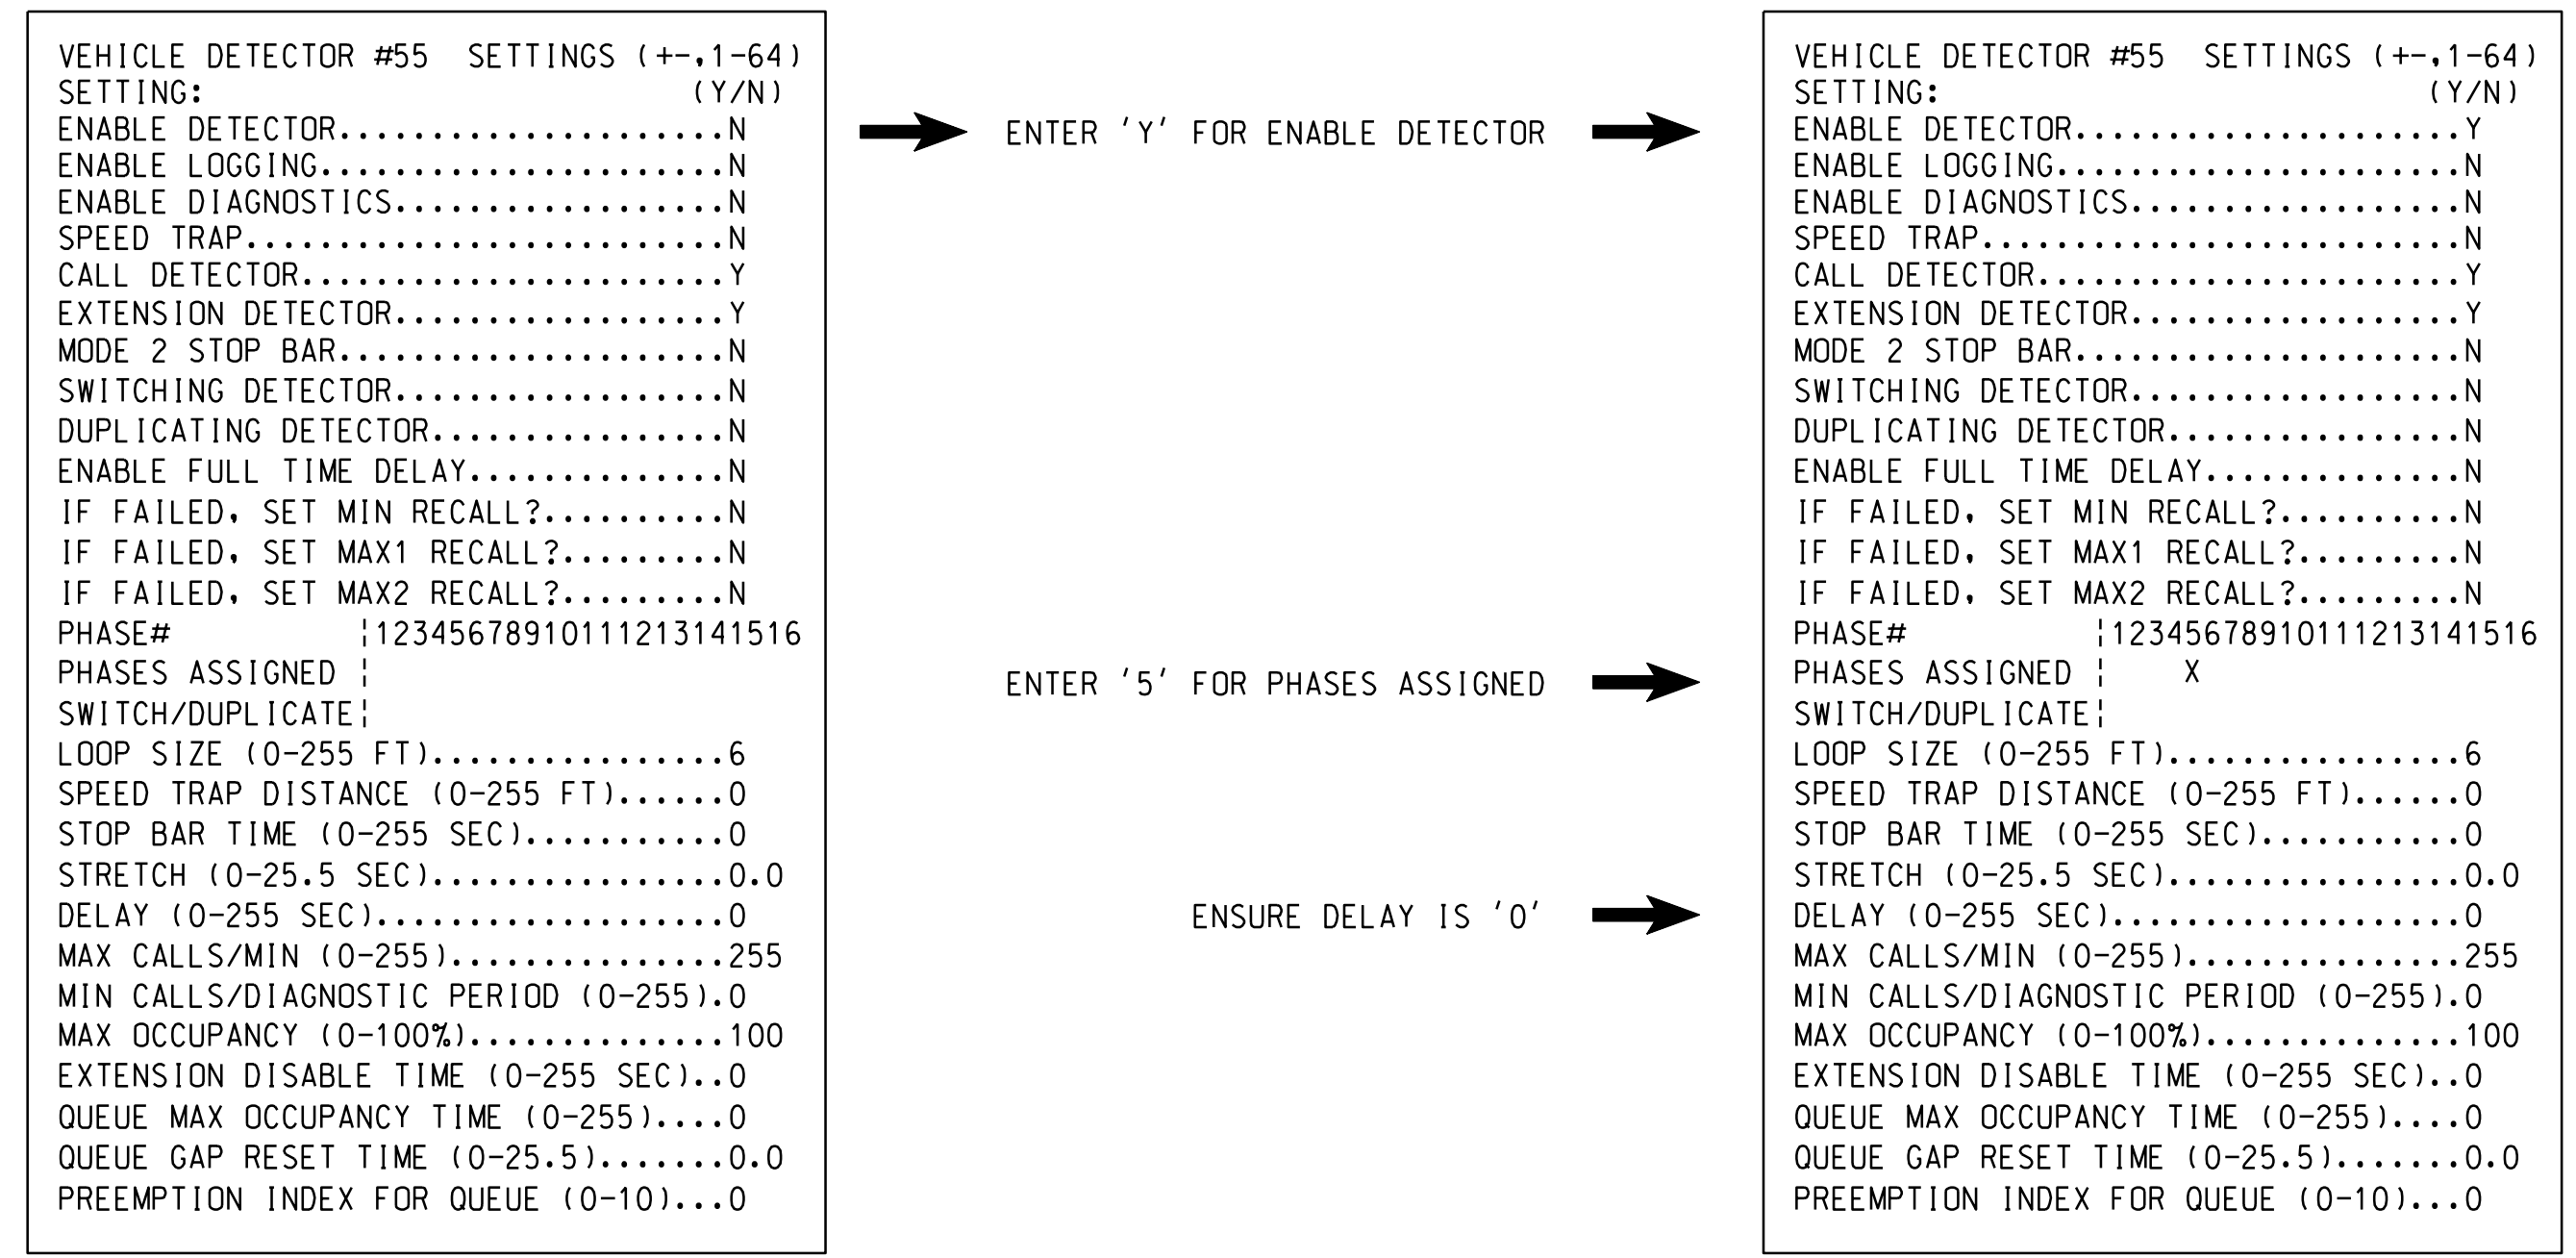 VEHICLE DETECTOR #55  SETTINGS (+-,1-64)
SETTING:                          (Y/N)
ENABLE DETECTOR.....................N
ENABLE LOGGING......................N
ENABLE DIAGNOSTICS..................N
SPEED TRAP..........................N
CALL DETECTOR.......................Y
EXTENSION DETECTOR..................Y
MODE 2 STOP BAR.....................N
SWITCHING DETECTOR..................N
DUPLICATING DETECTOR................N
ENABLE FULL TIME DELAY..............N
IF FAILED, SET MIN RECALL?..........N
IF FAILED, SET MAX1 RECALL?.........N
IF FAILED, SET MAX2 RECALL?.........N
PHASE#          ¦12345678910111213141516
PHASES ASSIGNED ¦
SWITCH/DUPLICATE¦
LOOP SIZE (0-255 FT)................6
SPEED TRAP DISTANCE (0-255 FT)......0
STOP BAR TIME (0-255 SEC)...........0
STRETCH (0-25.5 SEC)................0.0
DELAY (0-255 SEC)...................0
MAX CALLS/MIN (0-255)...............255
MIN CALLS/DIAGNOSTIC PERIOD (0-255).0
MAX OCCUPANCY (0-100%)..............100
EXTENSION DISABLE TIME (0-255 SEC)..0
QUEUE MAX OCCUPANCY TIME (0-255)....0
QUEUE GAP RESET TIME (0-25.5).......0.0
PREEMPTION INDEX FOR QUEUE (0-10)...0
ENTER 'Y' FOR ENABLE DETECTOR
ENTER '5' FOR PHASES ASSIGNED
ENSURE DELAY IS '0'
VEHICLE DETECTOR #55  SETTINGS (+-,1-64)
SETTING:                          (Y/N)
ENABLE DETECTOR.....................Y
ENABLE LOGGING......................N
ENABLE DIAGNOSTICS..................N
SPEED TRAP..........................N
CALL DETECTOR.......................Y
EXTENSION DETECTOR..................Y
MODE 2 STOP BAR.....................N
SWITCHING DETECTOR..................N
DUPLICATING DETECTOR................N
ENABLE FULL TIME DELAY..............N
IF FAILED, SET MIN RECALL?..........N
IF FAILED, SET MAX1 RECALL?.........N
IF FAILED, SET MAX2 RECALL?.........N
PHASE#          ¦12345678910111213141516
PHASES ASSIGNED ¦    X
SWITCH/DUPLICATE¦
LOOP SIZE (0-255 FT)................6
SPEED TRAP DISTANCE (0-255 FT)......0
STOP BAR TIME (0-255 SEC)...........0
STRETCH (0-25.5 SEC)................0.0
DELAY (0-255 SEC)...................0
MAX CALLS/MIN (0-255)...............255
MIN CALLS/DIAGNOSTIC PERIOD (0-255).0
MAX OCCUPANCY (0-100%)..............100
EXTENSION DISABLE TIME (0-255 SEC)..0
QUEUE MAX OCCUPANCY TIME (0-255)....0
QUEUE GAP RESET TIME (0-25.5).......0.0
PREEMPTION INDEX FOR QUEUE (0-10)...0